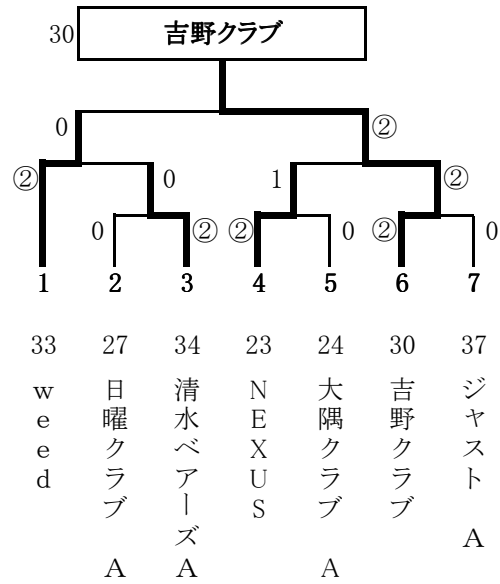 30 吉野クラブ
0 ②
② 0 1 ②
0 ② ② 0 ② 0
1 2 3 4 5 6 7
33 27 34 23 24 30 37
weed
日曜クラブ A
清水ベアーズA
NEXUS
大隅クラブ A
吉野クラブ
ジャスト A